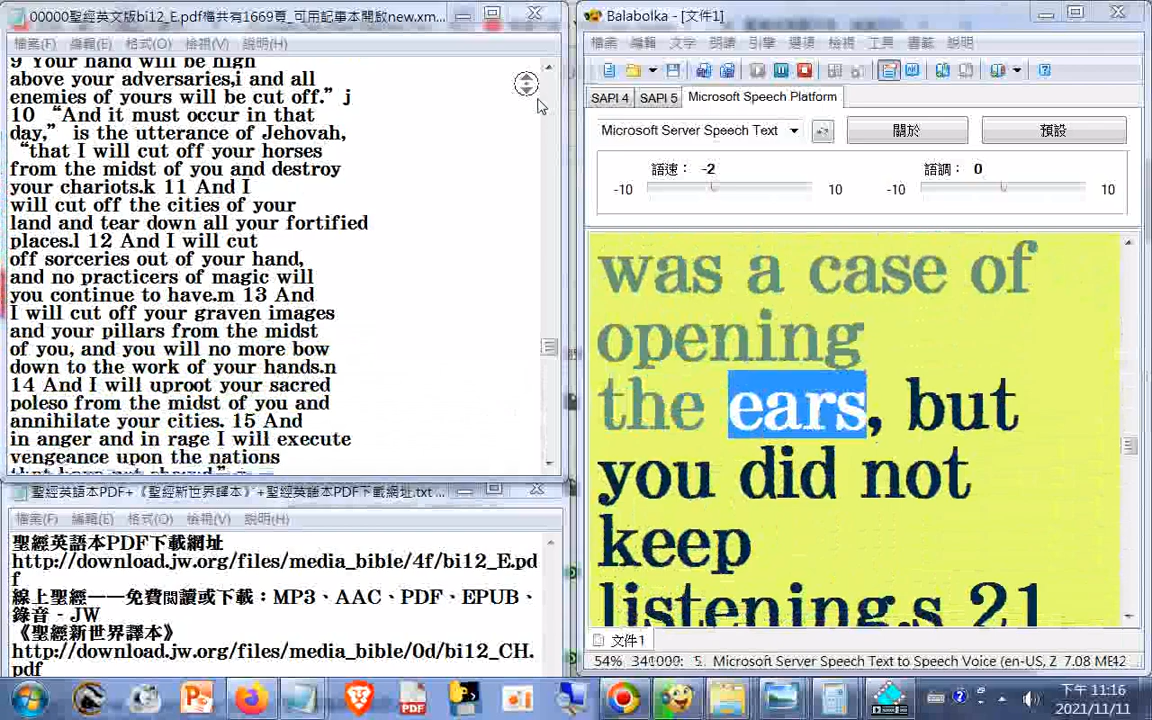 00000聖經英文版bi12_E.pdf檔共有1669頁_可用記事本開啟new.xm...
檔案(F) 編輯(E) 格式(O) 檢視(V) 說明(H)
9 Your hand will be high
above your adversaries,i and all
enemies of yours will be cut off.” j
10 “And it must occur in that
day,” is the utterance of Jehovah,
“that I will cut off your horses
from the midst of you and destroy
your chariots.k 11 And I
will cut off the cities of your
land and tear down all your fortified
places.l 12 And I will cut
off sorceries out of your hand,
and no practicers of magic will
you continue to have.m 13 And
I will cut off your graven images
and your pillars from the midst
of you, and you will no more bow
down to the work of your hands.n
14 And I will uproot your sacred
poleso from the midst of you and
annihilate your cities. 15 And
in anger and in rage I will execute
vengeance upon the nations
聖經英語本PDF+《聖經新世界譯本》+聖經英語本PDF下載網址.txt ...
檔案(F) 編輯(E) 格式(O) 檢視(V) 說明(H)
聖經英語本PDF下載網址
http://download.jw.org/files/media_bible/4f/bi12_E.pd
f
線上聖經——免費閱讀或下載：MP3、AAC、PDF、EPUB、
錄音 - JW
《聖經新世界譯本》
http://download.jw.org/files/media_bible/0d/bi12_CH.
pdf
Balabolka - [文件1]
檔案 編輯 文字 朗讀 引擎 選項 檢視 工具 書籤 說明
SAPI 4 SAPI 5 Microsoft Speech Platform
Microsoft Server Speech Text 關於 預設
語速： -2 語調： 0
-10 10 -10 10
was a case of
opening
the ears, but
you did not
keep
listening.s 21
文件1
54% Microsoft Server Speech Text to Speech Voice (en-US, Z 7.08 ME42
下午 11:16
2021/11/11